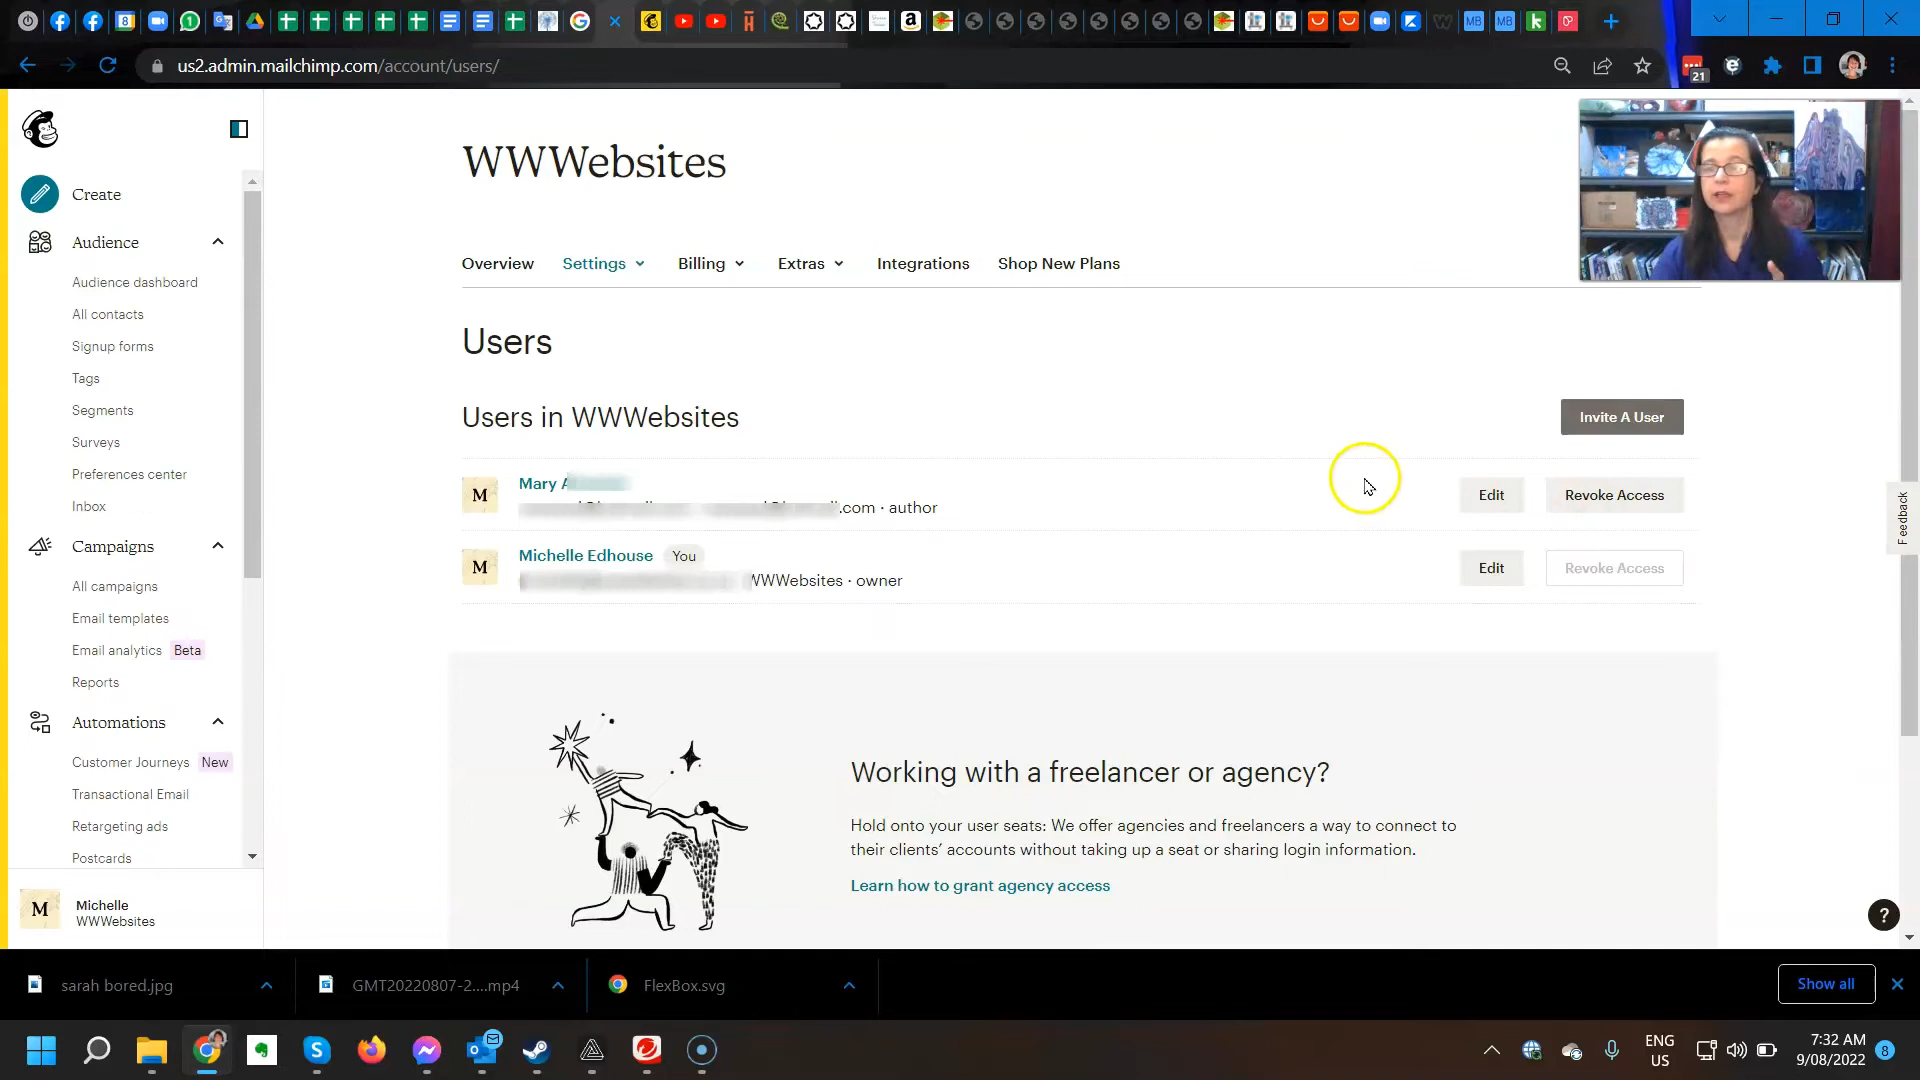 us2.admin.mailchimp.com/account/users/
21
WWWebsites
Create
Audience
Audience dashboard
All contacts
Signup forms
Tags
Segments
Surveys
Preferences center
Inbox
Campaigns
All campaigns
Email templates
Email analytics Beta
Reports
Automations
Customer Journeys New
Transactional Email
Retargeting ads
Postcards
M
Michelle
WWWebsites
Overview Settings Billing Extras Integrations Shop New Plans
Users
Users in WWWebsites
Invite A User
M
Mary
.com · author
Edit Revoke Access
M
Michelle Edhouse You
WWWebsites · owner
Edit Revoke Access
Working with a freelancer or agency?
Hold onto your user seats: We offer agencies and freelancers a way to connect to
their clients’ accounts without taking up a seat or sharing login information.
Learn how to grant agency access
Feedback
?
sarah bored.jpg
GMT20220807-2....mp4
FlexBox.svg
Show all
ENG
US
7:32 AM
9/08/2022
8